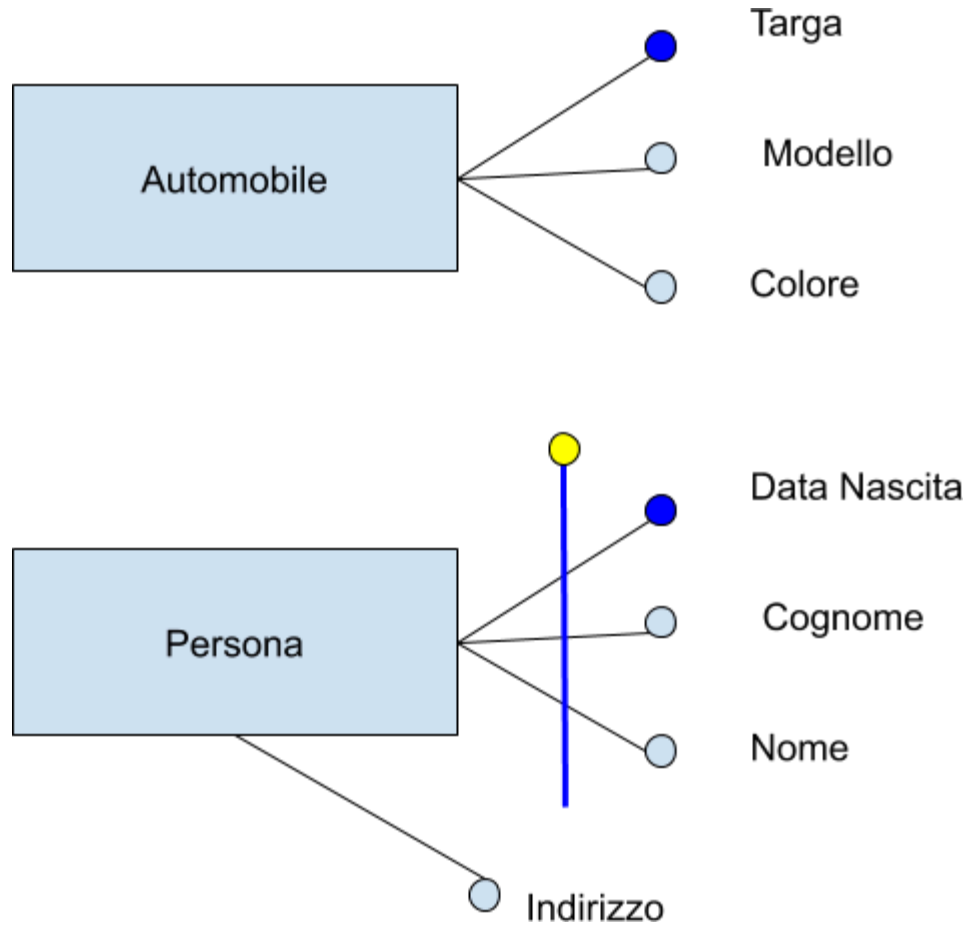 Targa
Automobile
Modello
Colore
Data Nascita
Persona
Cognome
Nome
Indirizzo